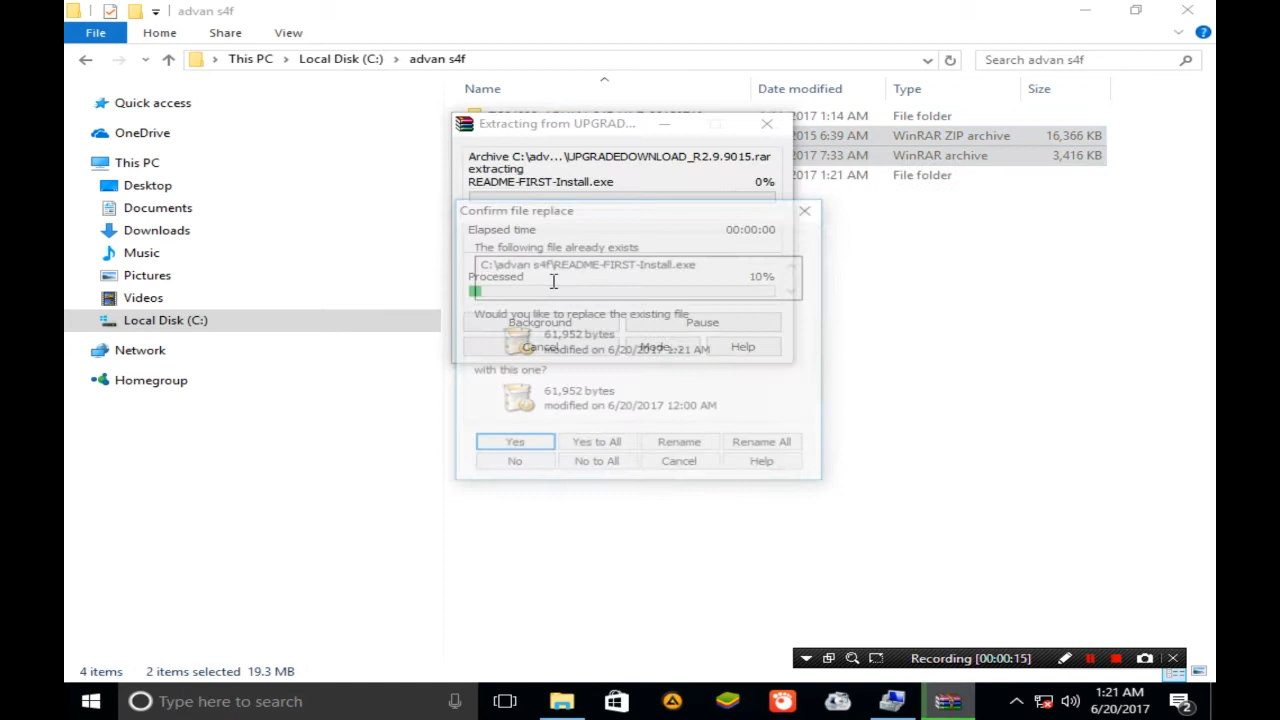 advan s4f
File
Home
Share
View
This PC
Local Disk (C:)
advan s4f
Search advan s4f
Name
Date modified
Type
Size
Quick access
OneDrive
This PC
Desktop
Documents
Downloads
Music
Pictures
Videos
Local Disk (C:)
Network
Homegroup
2017 1:14 AM
File folder
2015 6:39 AM
WinRAR ZIP archive
16,366 KB
2017 7:33 AM
WinRAR archive
3,416 KB
2017 1:21 AM
File folder
Extracting from UPGRAD...
Archive C:\adv...\UPGRADEDOWNLOAD_R2.9.9015.rar
extracting
README-FIRST-Install.exe
0%
Confirm file replace
Elapsed time
00:00:00
The following file already exists
C:\advan s4f\README-FIRST-Install.exe
Processed
10%
Would you like to replace the existing file
Background
Pause
61,952 bytes
modified on 6/20/2017 1:21 AM
Cancel
Mode...
Help
with this one?
61,952 bytes
modified on 6/20/2017 12:00 AM
Yes
Yes to All
Rename
Rename All
No
No to All
Cancel
Help
4 items
2 items selected 19.3 MB
Recording [00:00:15]
Type here to search
1:21 AM
6/20/2017
2